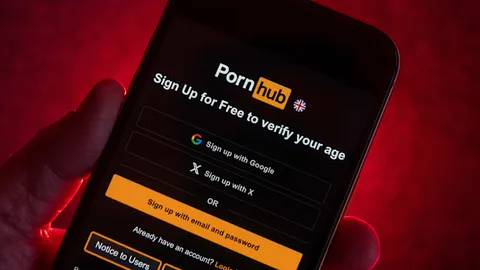 Pornhub
Sign Up for Free to verify your age
Sign up with Google
Sign up with X
OR
Sign up with email and password
Already have an account? Login
Notice to Users